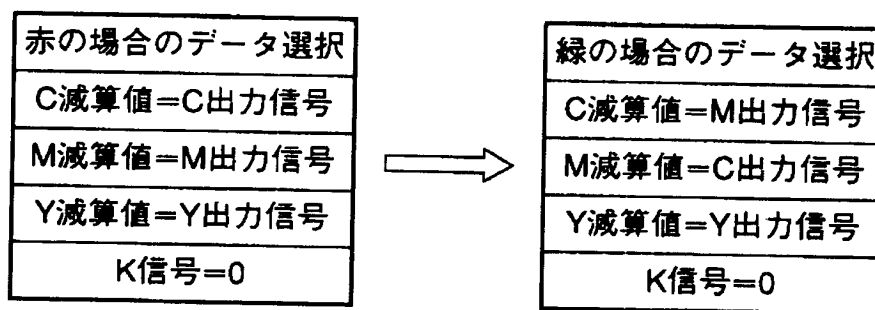 赤の場合のデータ選択
C減算値=C出力信号
M減算値=M出力信号
Y減算値=Y出力信号
K信号=0
緑の場合のデータ選択
C減算値=M出力信号
M減算値=C出力信号
Y減算値=Y出力信号
K信号=0